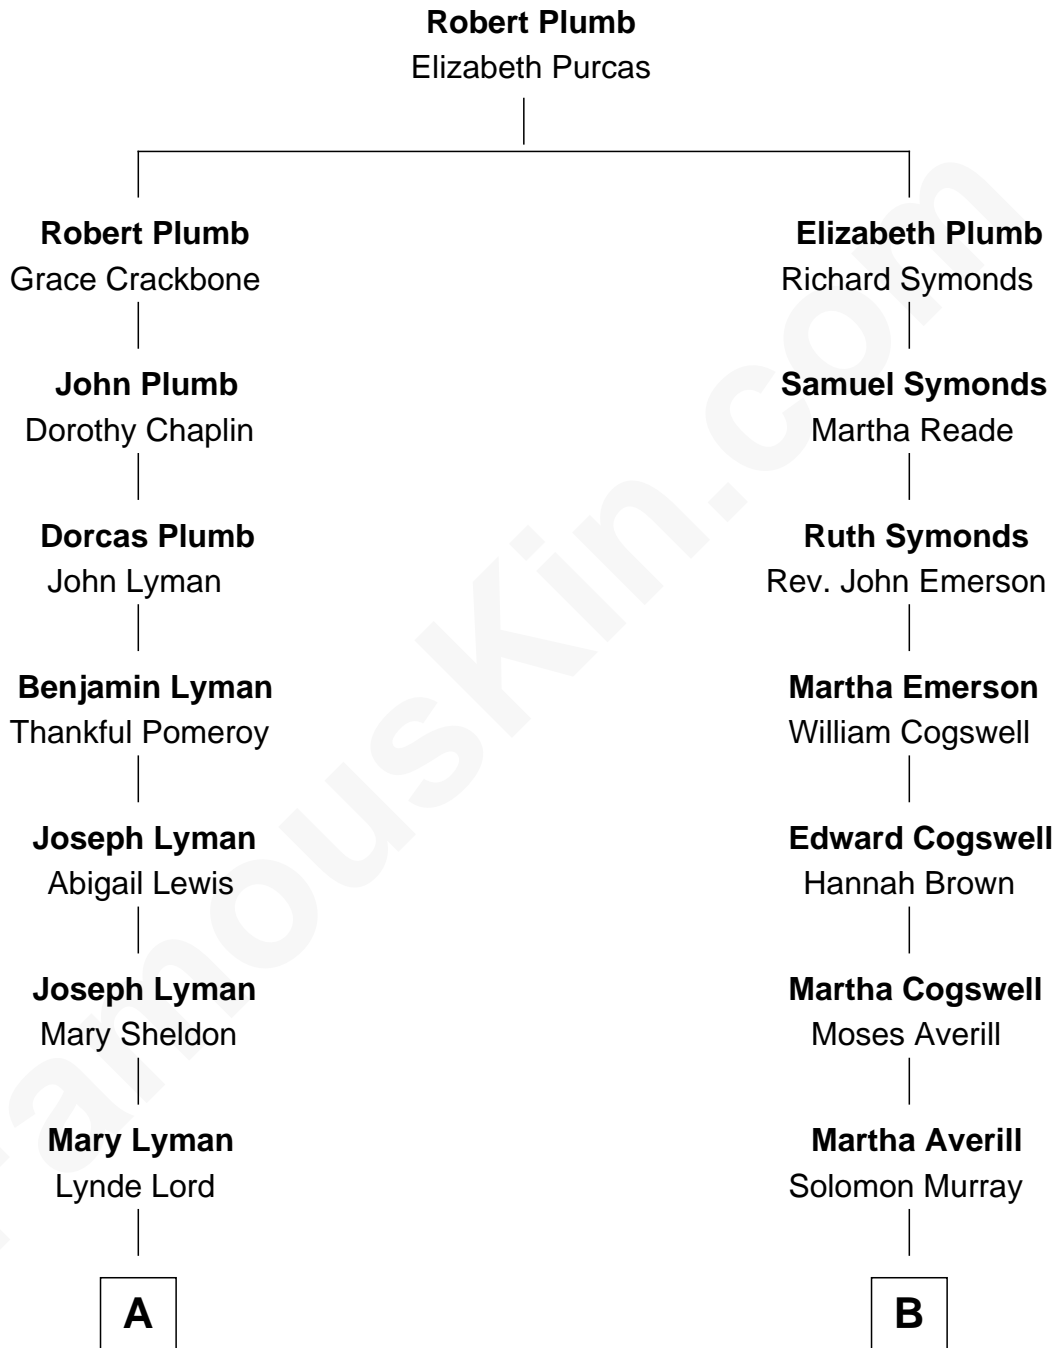 Robert Plumb
Elizabeth Purcas
Robert Plumb
Grace Crackbone
Elizabeth Plumb
Richard Symonds
John Plumb
Dorothy Chaplin
Samuel Symonds
Martha Reade
Dorcas Plumb
John Lyman
Ruth Symonds
Rev. John Emerson
Benjamin Lyman
Thankful Pomeroy
Martha Emerson
William Cogswell
Joseph Lyman
Abigail Lewis
Edward Cogswell
Hannah Brown
Joseph Lyman
Mary Sheldon
Martha Cogswell
Moses Averill
Mary Lyman
Lynde Lord
Martha Averill
Solomon Murray
A
B
FamousKin.com